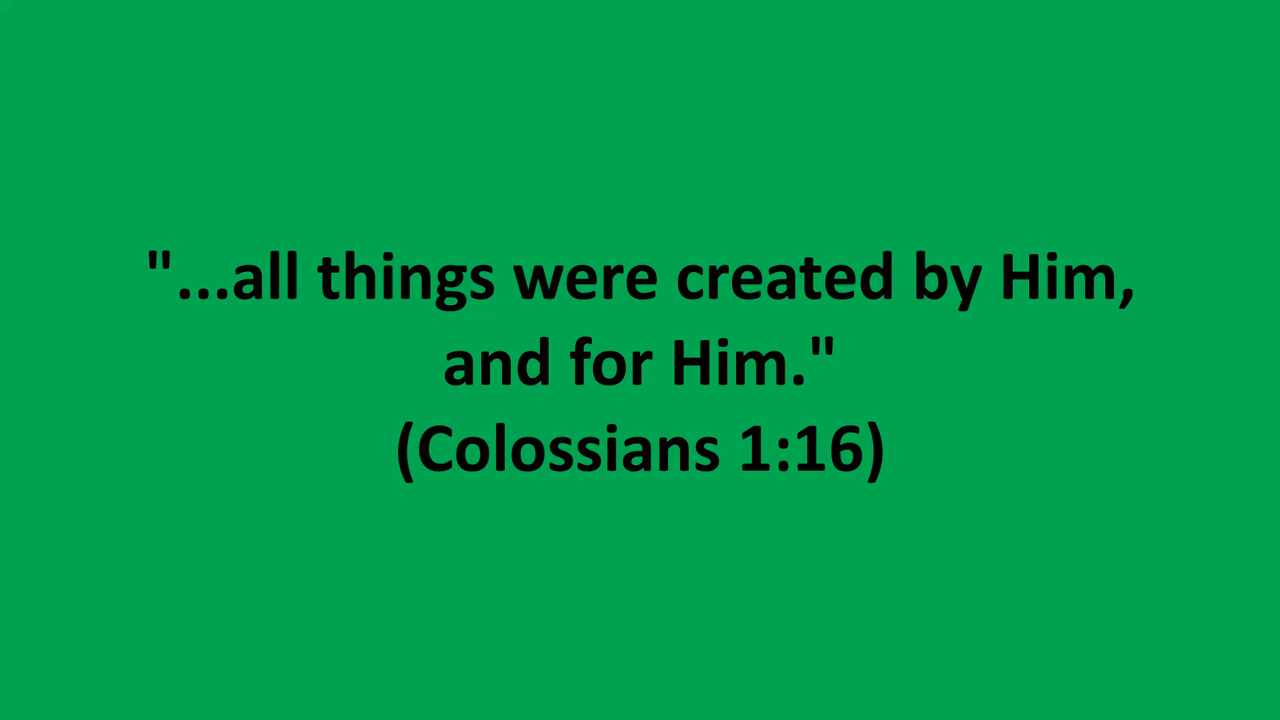 "...all things were created by Him,
and for Him."
(Colossians 1:16)